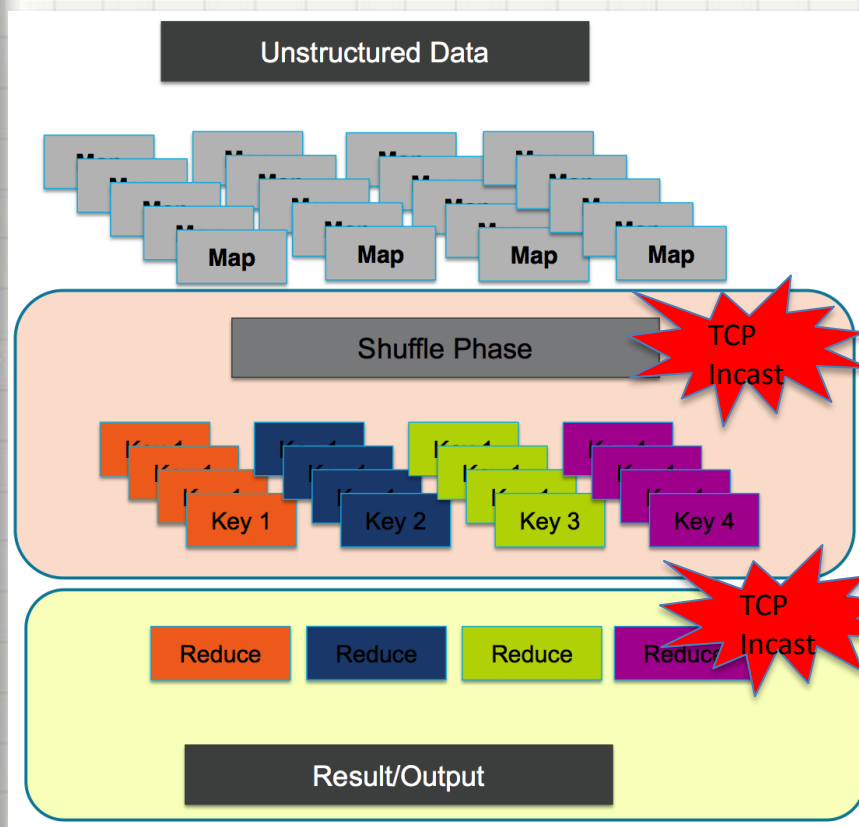 Unstructured Data
Map Map Map Map
Shuffle Phase
TCP
Incast
Key 1 Key 2 Key 3 Key 4
TCP
Incast
Reduce Reduce Reduce Reduce
Result/Output